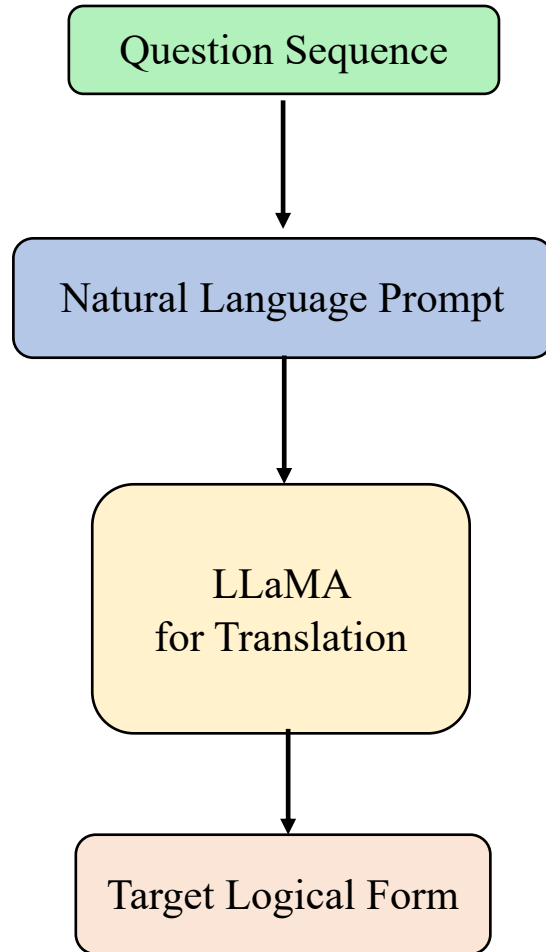 Question Sequence
Natural Language Prompt
LLaMA
for Translation
Target Logical Form